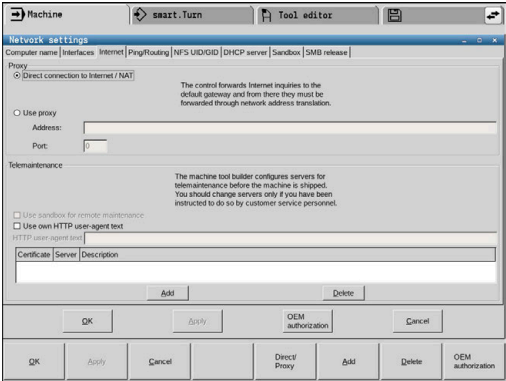 Machine smart.Turn Tool editor
Network settings
Computer name Interfaces Internet Ping/Routing NFS UID/GID DHCP server Sandbox SMB release
Proxy
Direct connection to Internet / NAT
The control forwards Internet inquiries to the
default gateway and from there they must be
forwarded through network address translation.
Use proxy
Address:
Port: 0
Telemaintenance
The machine tool builder configures servers for
telemaintenance before the machine is shipped.
You should change servers only if you have been
instructed to do so by customer service personnel.
Use sandbox for remote maintenance
Use own HTTP user-agent text
HTTP user-agent text
Certificate Server Description
Add Delete
OK Apply OEM authorization Cancel
OK Apply Cancel Direct/ Proxy Add Delete OEM authorization